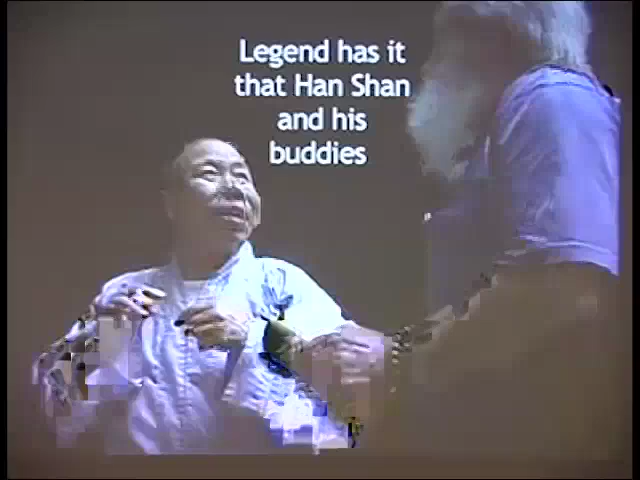 Legend has it
that Han Shan
and his
buddies